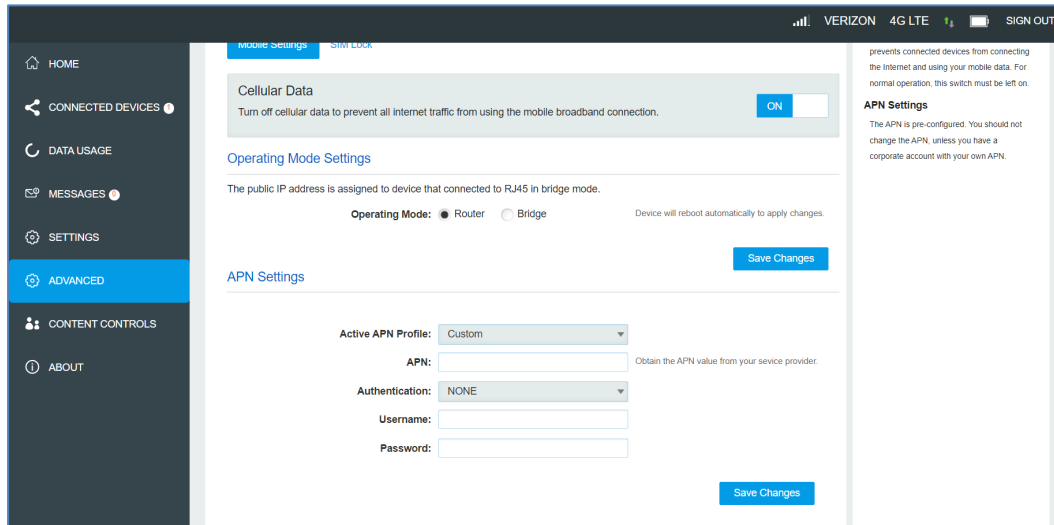 VERIZON 4G LTE SIGN OUT
HOME
CONNECTED DEVICES
DATA USAGE
MESSAGES
SETTINGS
ADVANCED
CONTENT CONTROLS
ABOUT
Mobile Settings SIM Lock
Cellular Data
Turn off cellular data to prevent all internet traffic from using the mobile broadband connection.
ON
Operating Mode Settings
The public IP address is assigned to device that connected to RJ45 in bridge mode.
Operating Mode: Router Bridge Device will reboot automatically to apply changes.
Save Changes
APN Settings
Active APN Profile: Custom
APN: Obtain the APN value from your sevice provider.
Authentication: NONE
Username:
Password:
Save Changes
prevents connected devices from connecting
the Internet and using your mobile data. For
normal operation, this switch must be left on.
APN Settings
The APN is pre-configured. You should not
change the APN, unless you have a
corporate account with your own APN.